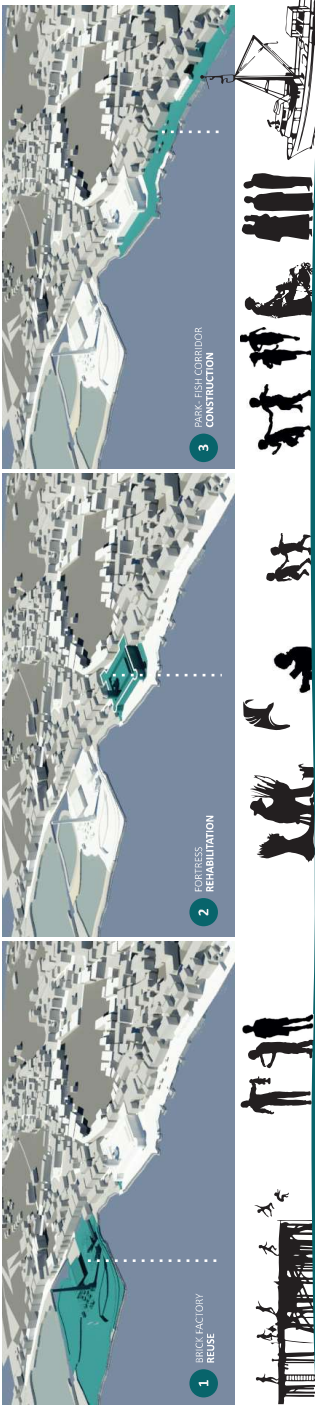 1
BRICK FACTORY
REUSE
2
FORTRESS
REHABILITATION
3
PARK- FISH CORRIDOR
CONSTRUCTION